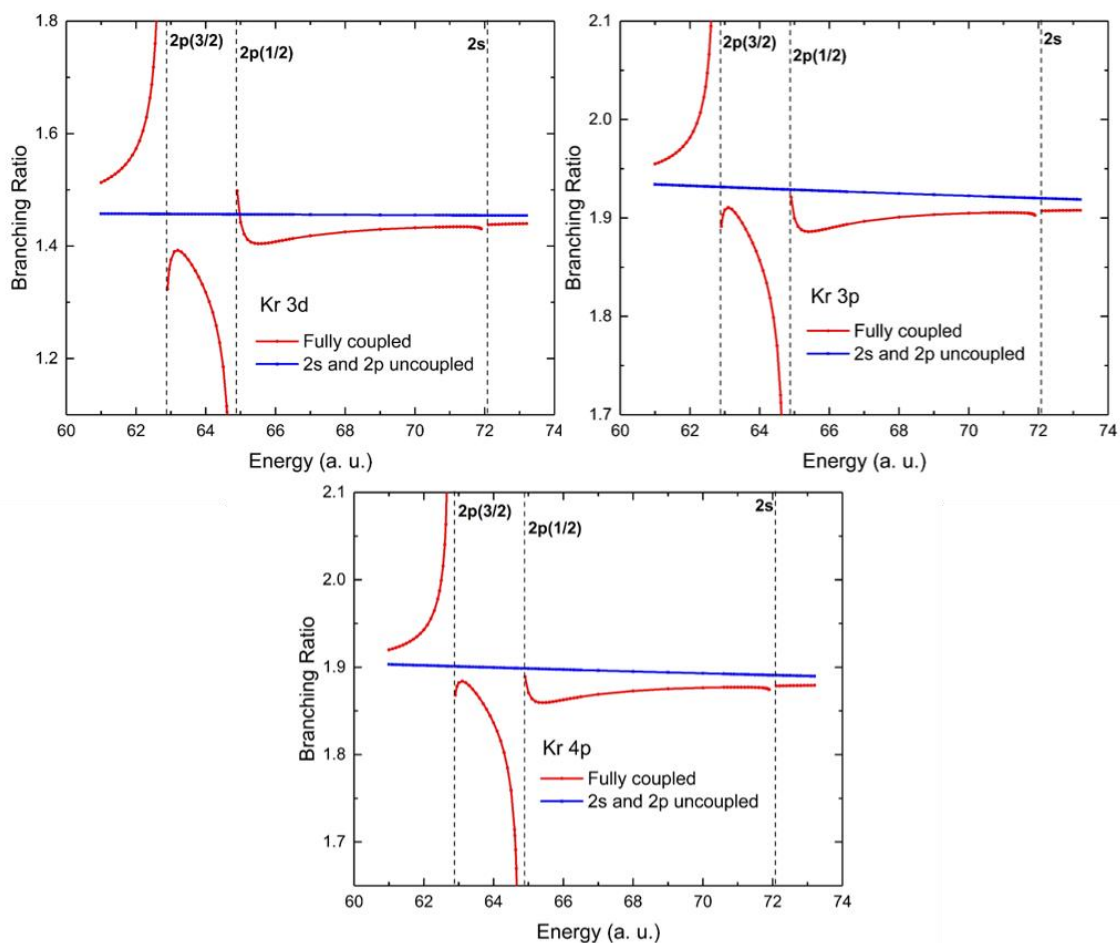 1.8
1.6
1.4
1.2
Branching Ratio
2p(3/2)
2p(1/2)
2s
Kr 3d
Fully coupled
2s and 2p uncoupled
60 62 64 66 68 70 72 74
Energy (a. u.)
2.1
2.0
1.9
1.8
1.7
Branching Ratio
2p(3/2)
2p(1/2)
2s
Kr 3p
Fully coupled
2s and 2p uncoupled
60 62 64 66 68 70 72 74
Energy (a. u.)
2.1
2.0
1.9
1.8
1.7
Branching Ratio
2p(3/2)
2p(1/2)
2s
Kr 4p
Fully coupled
2s and 2p uncoupled
60 62 64 66 68 70 72 74
Energy (a. u.)